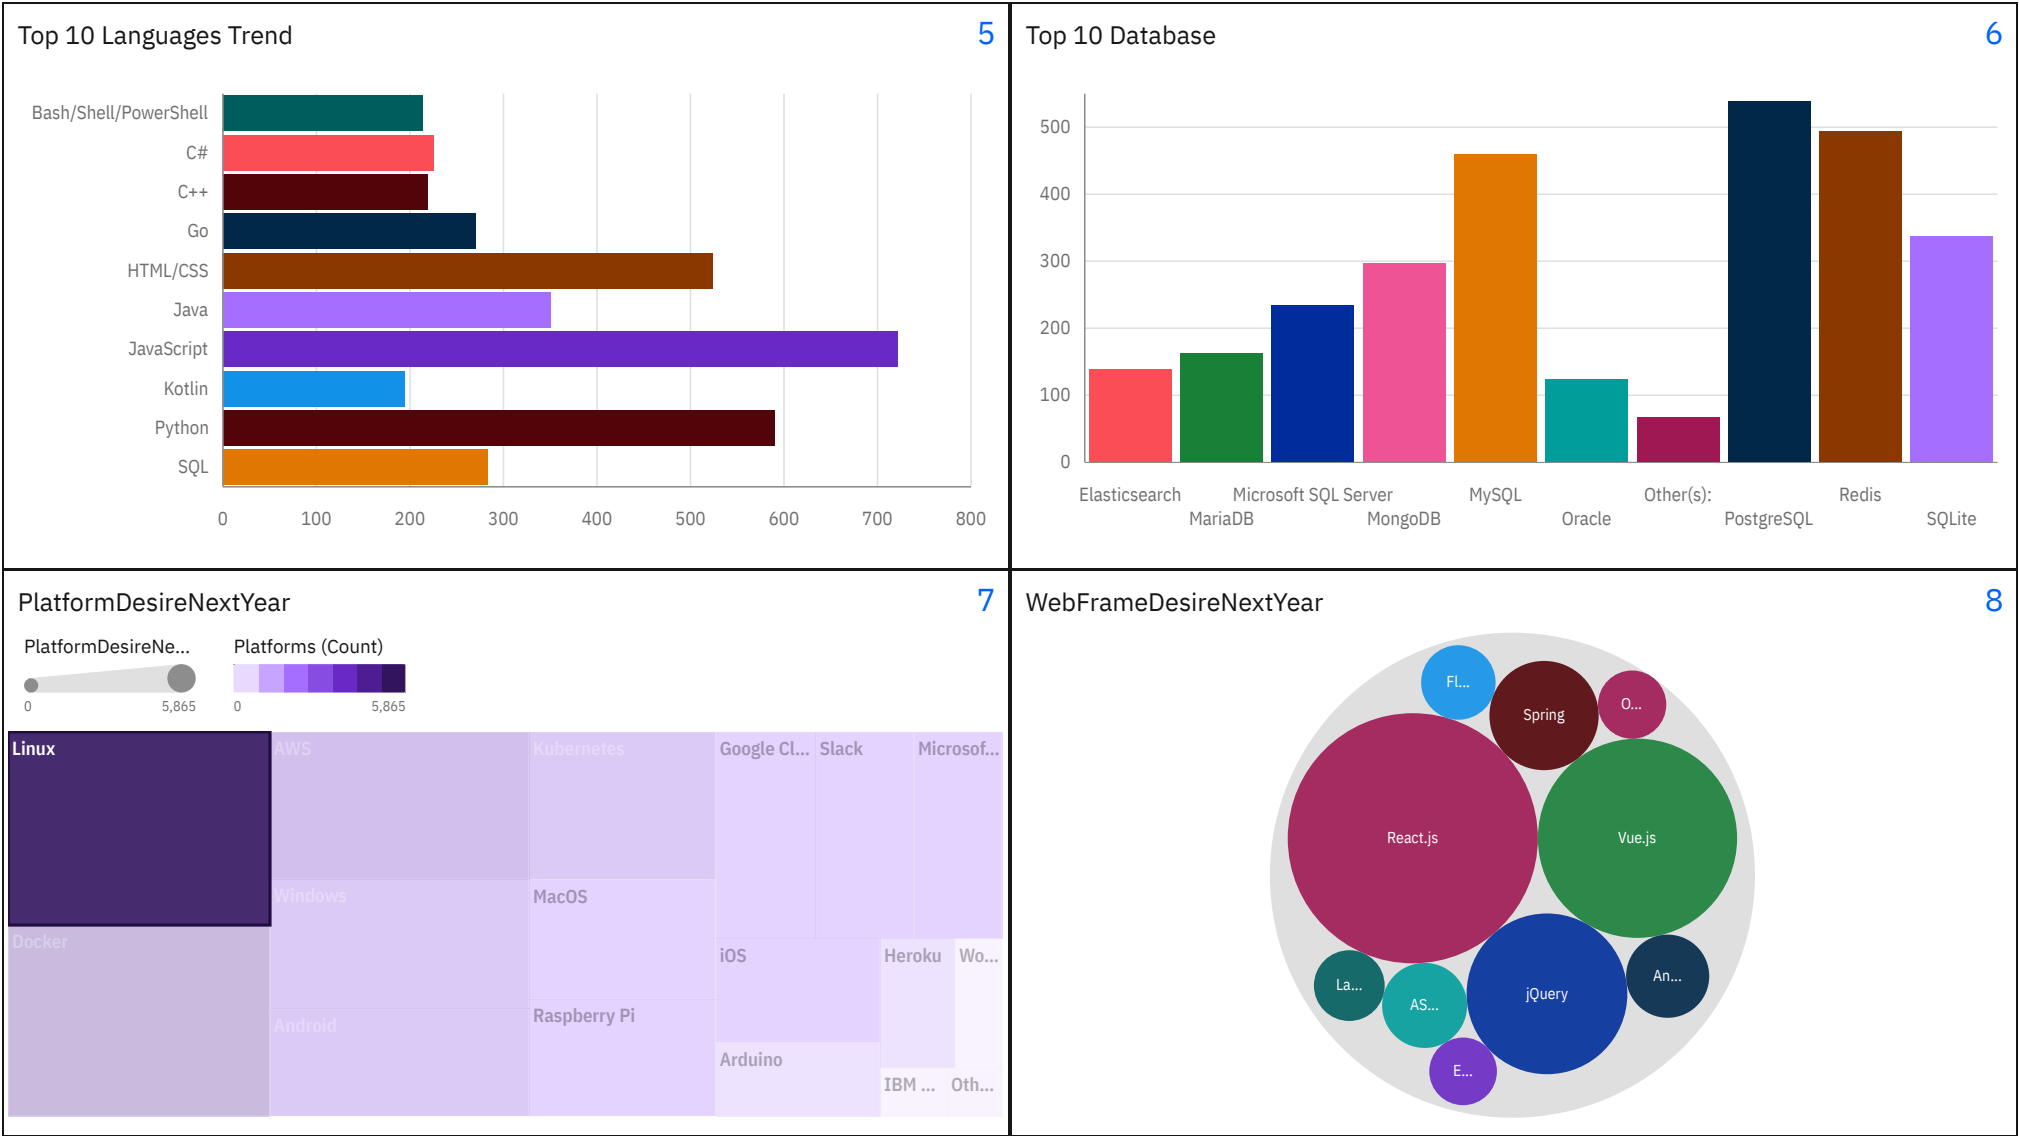 Top 10 Languages Trend
5
Bash/Shell/PowerShell
C#
C++
Go
HTML/CSS
Java
JavaScript
Kotlin
Python
SQL
0 100 200 300 400 500 600 700 800
Top 10 Database
6
500
400
300
200
100
0
Elasticsearch Microsoft SQL Server MySQL Other(s): Redis
MariaDB MongoDB Oracle PostgreSQL SQLite
PlatformDesireNextYear
7
PlatformDesireNe... Platforms (Count)
0 5,865 0 5,865
Linux AWS Kubernetes Google Cl... Slack Microsof...
Windows MacOS
Docker iOS Heroku Wo...
Android Raspberry Pi
Arduino IBM ... Oth...
WebFrameDesireNextYear
8
Fl...
Spring
O...
React.js
Vue.js
La...
AS...
jQuery
An...
E...